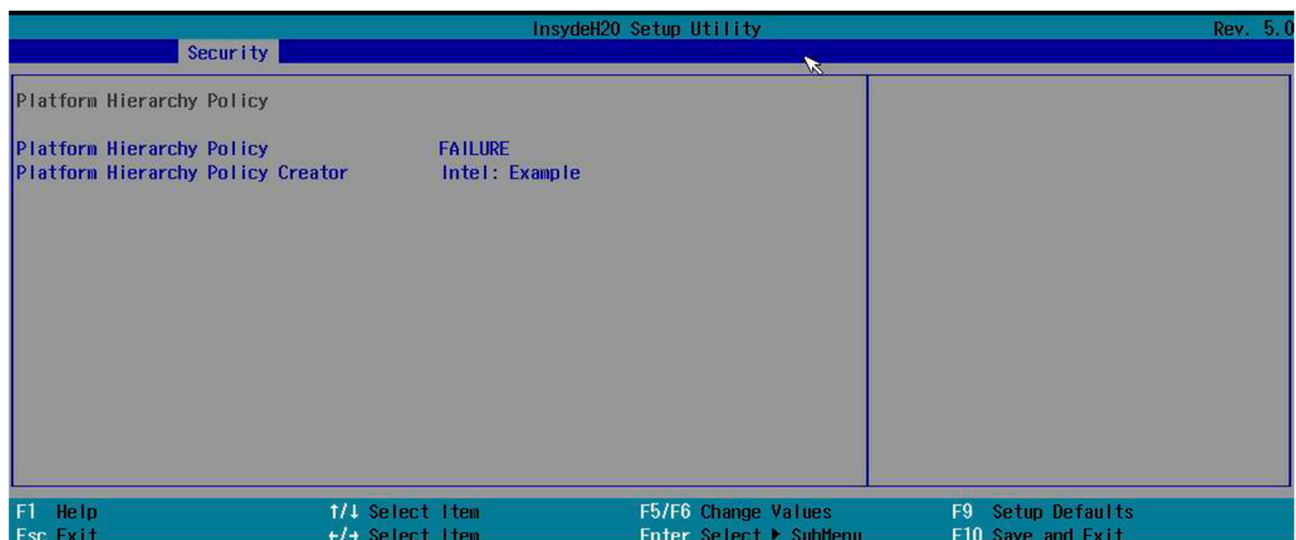 InsydeH20 Setup Utility Rev. 5.0
Security
Platform Hierarchy Policy
Platform Hierarchy Policy FAILURE
Platform Hierarchy Policy Creator Intel: Example
F1 Help ↑/↓ Select Item F5/F6 Change Values F9 Setup Defaults
Esc Exit ←/→ Select Item Enter Select ▶ SubMenu F10 Save and Exit